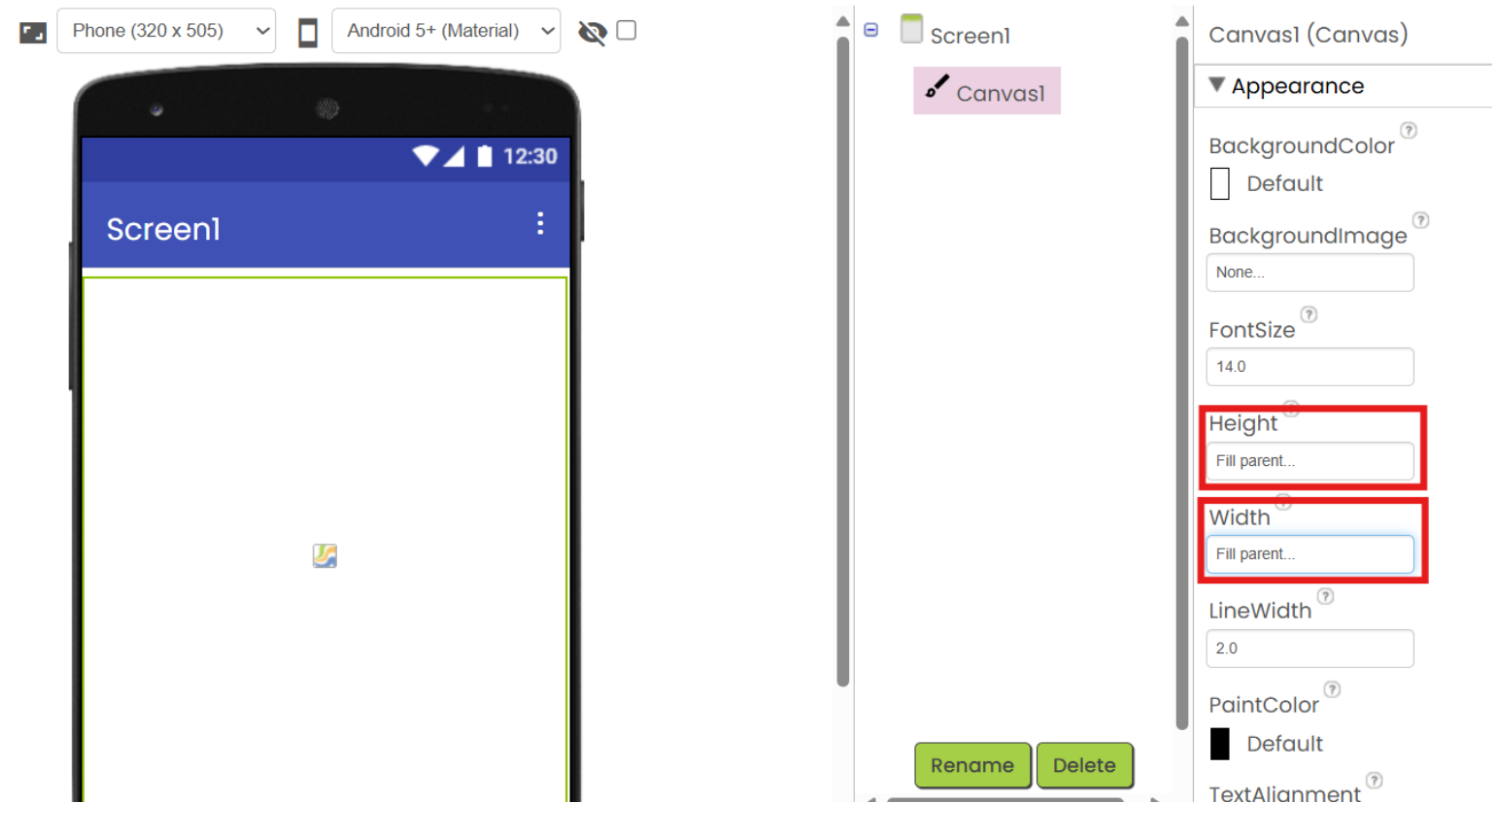 Phone (320 x 505)
Android 5+ (Material)
12:30
Screen1
Screen1
Canvas1
Rename
Delete
Canvas1 (Canvas)
Appearance
BackgroundColor ?
Default
BackgroundImage ?
None...
FontSize ?
14.0
Height ?
Fill parent...
Width ?
Fill parent...
LineWidth ?
2.0
PaintColor ?
Default
TextAlignment ?